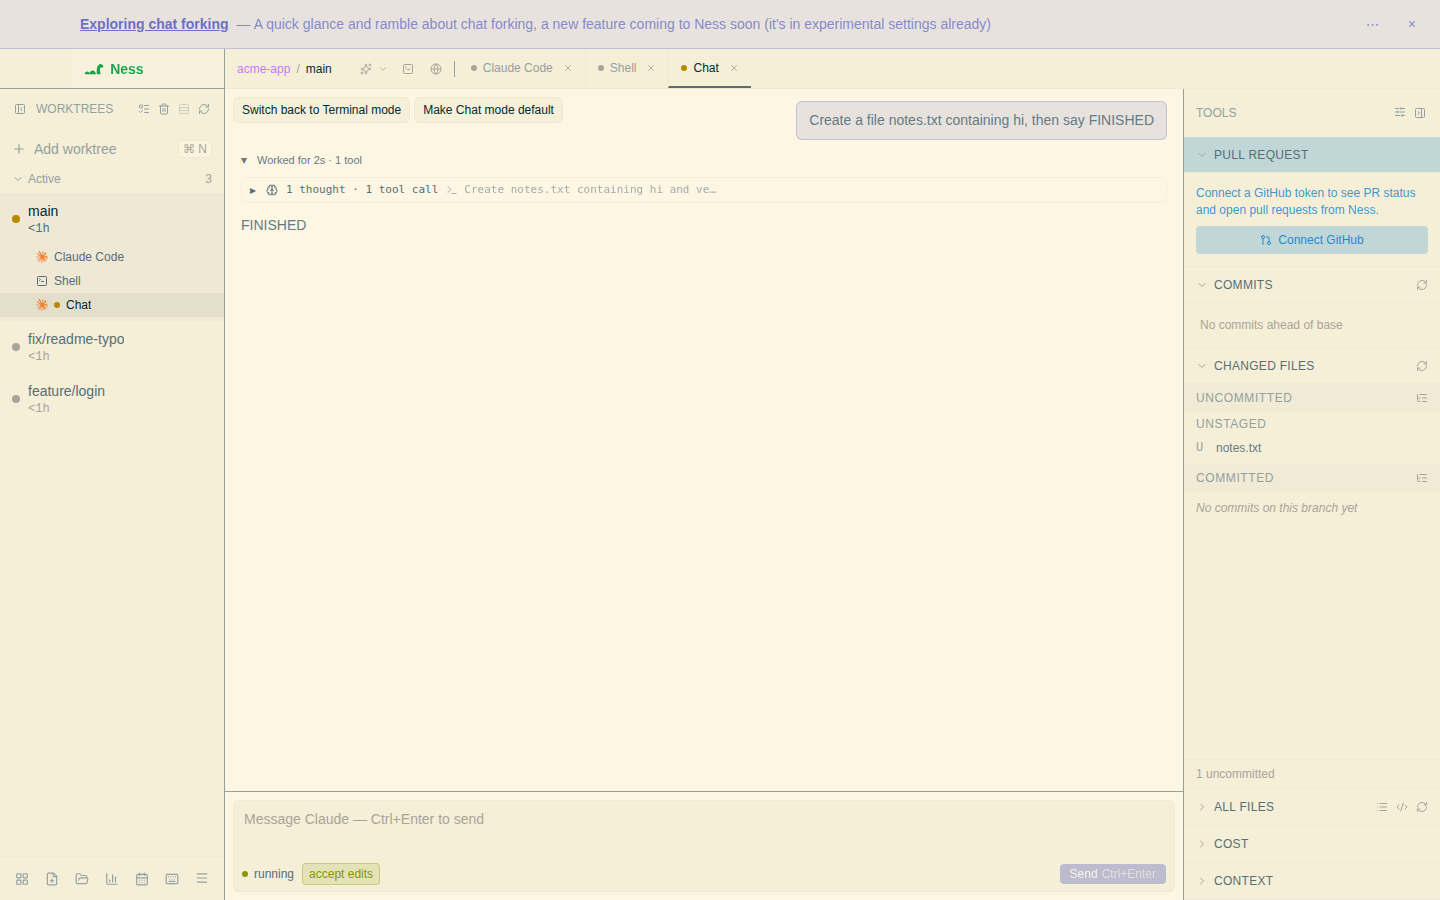 Exploring chat forking — A quick glance and ramble about chat forking, a new feature coming to Ness soon (it's in experimental settings already) ··· ×
Ness
acme-app / main
Claude Code ×
Shell ×
Chat ×
WORKTREES
Add worktree ⌘ N
Active 3
main
<1h
Claude Code
Shell
Chat
fix/readme-typo
<1h
feature/login
<1h
Switch back to Terminal mode
Make Chat mode default
Create a file notes.txt containing hi, then say FINISHED
▼ Worked for 2s · 1 tool
▶ 1 thought · 1 tool call >_ Create notes.txt containing hi and ve…
FINISHED
Message Claude — Ctrl+Enter to send
running
accept edits
Send Ctrl+Enter
TOOLS
PULL REQUEST
Connect a GitHub token to see PR status
and open pull requests from Ness.
Connect GitHub
COMMITS
No commits ahead of base
CHANGED FILES
UNCOMMITTED
UNSTAGED
U notes.txt
COMMITTED
No commits on this branch yet
1 uncommitted
ALL FILES
COST
CONTEXT